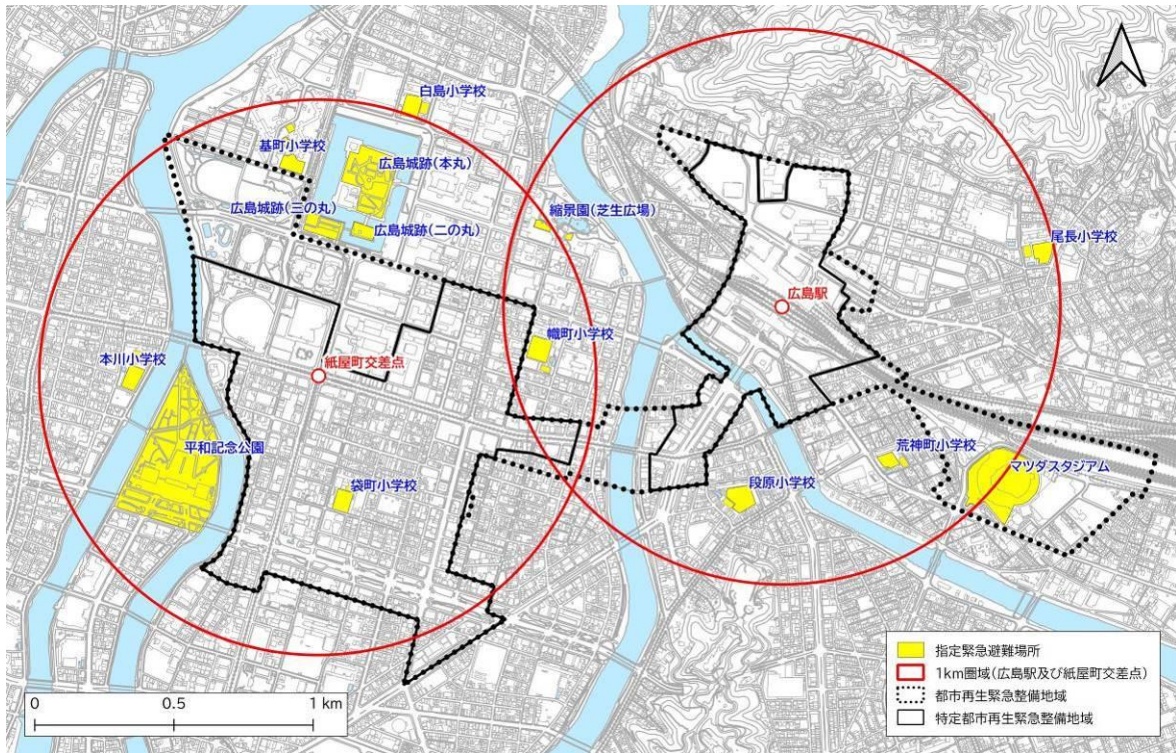 白島小学校
基町小学校
広島城跡(本丸)
広島城跡(三の丸)
広島城跡(二の丸)
縮景園(芝生広場)
尾長小学校
広島駅
幟町小学校
本川小学校
紙屋町交差点
平和記念公園
荒神町小学校
マツダスタジアム
袋町小学校
段原小学校
指定緊急避難場所
1km圏域(広島駅及び紙屋町交差点)
都市再生緊急整備地域
特定都市再生緊急整備地域
0 0.5 1 km